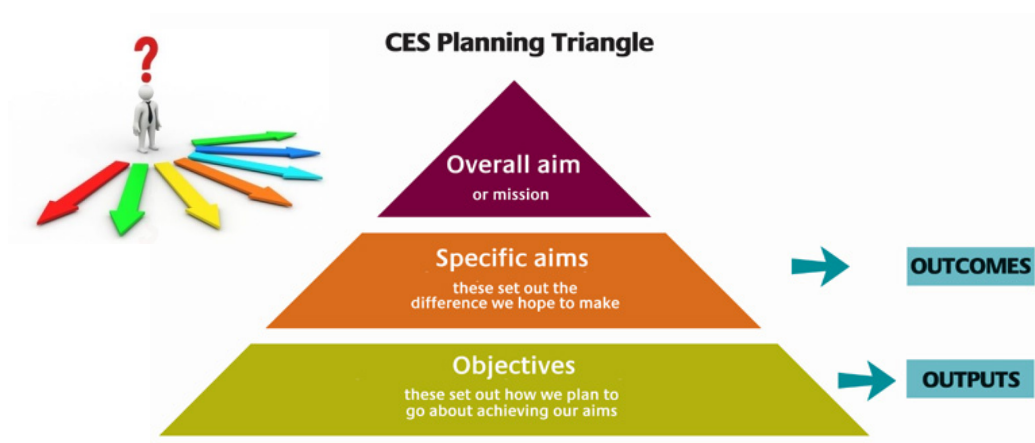 ?
CES Planning Triangle
Overall aim
or mission
Specific aims
these set out the
difference we hope to make
OUTCOMES
Objectives
these set out how we plan to
go about achieving our aims
OUTPUTS